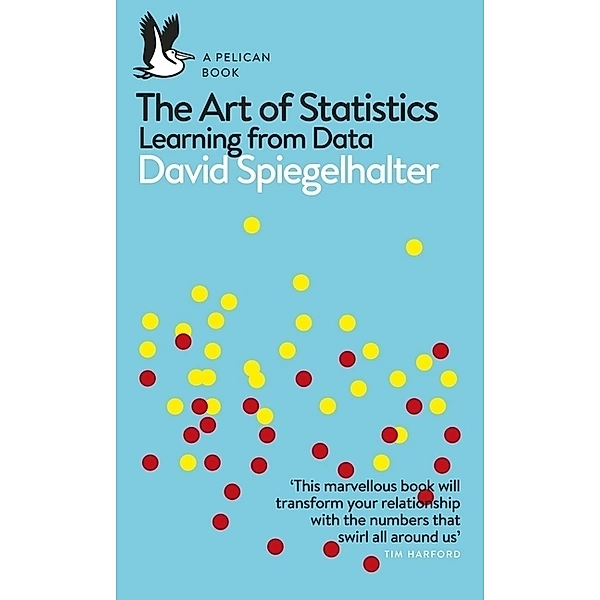 A PELICAN
BOOK
The Art of Statistics
Learning from Data
David Spiegelhalter
‘This marvellous book will
transform your relationship
with the numbers that
swirl all around us’
TIM HARFORD